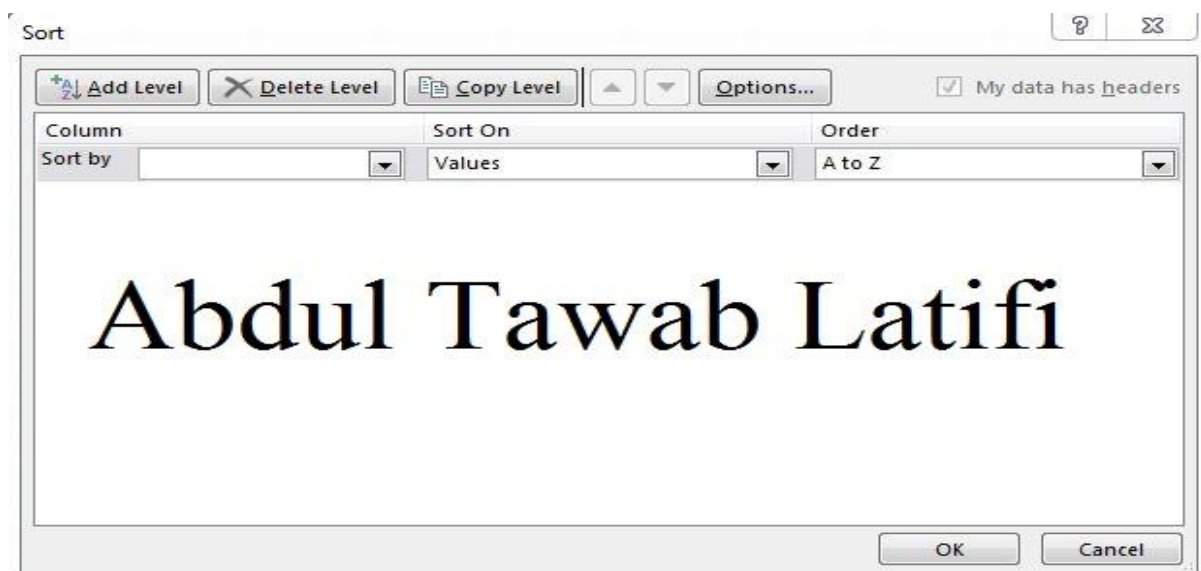 Sort
Add Level Delete Level Copy Level Options... My data has headers
Column Sort On Order
Sort by Values A to Z
Abdul Tawab Latifi
OK Cancel